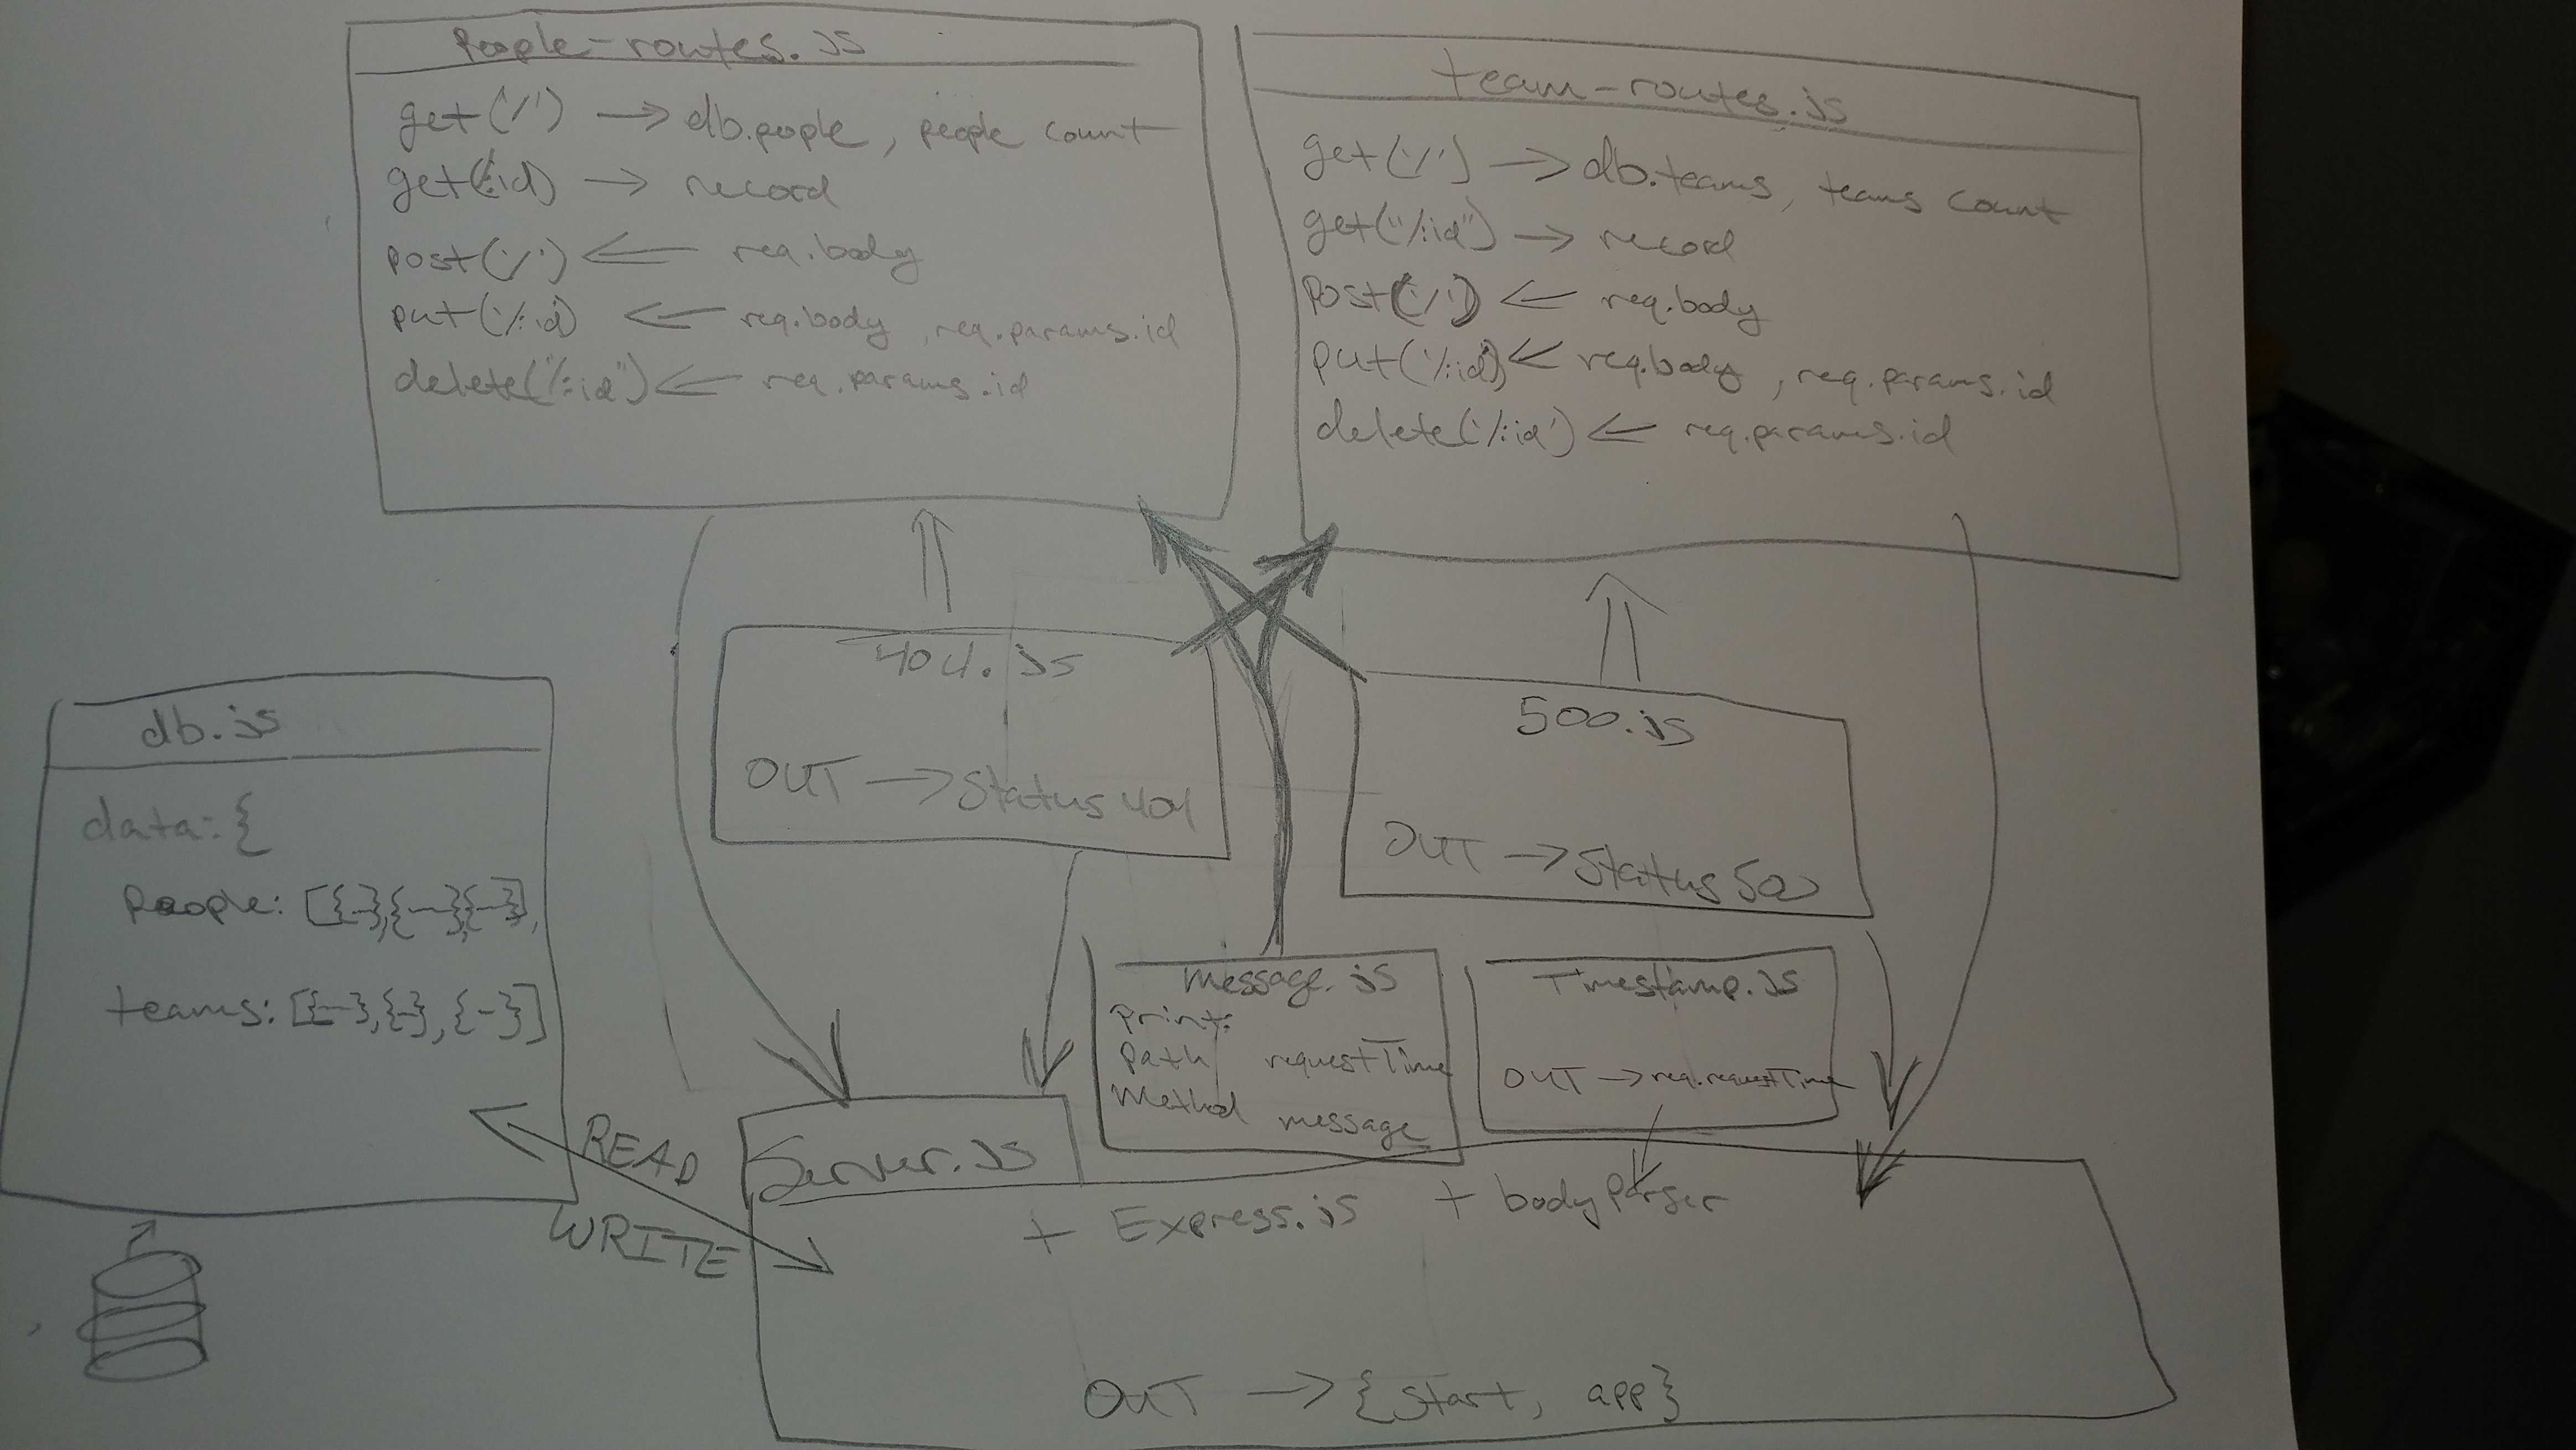 People-routes.js
get('/') → db.people, people count
get(/:id) → record
post('/') ← req.body
put('/:id) ← req.body, req.params.id
delete("/:id") ← req.params.id
team-routes.js
get('/') → db.teams, teams count
get("/:id") → record
post('/') ← req.body
put('/:id) ← req.body, req.params.id
delete('/:id') ← req.params.id
404.js
OUT → Status 404
500.js
OUT → Status 500
db.js
data: {
People: [{-},{-},{-}],
teams: [{-},{-},{-}]
message.js
print:
Path requestTime
Method message
Timestamp.js
OUT → req.requestTime
READ
WRITE
Server.js
+ Express.js + bodyParser
OUT → {start, app}